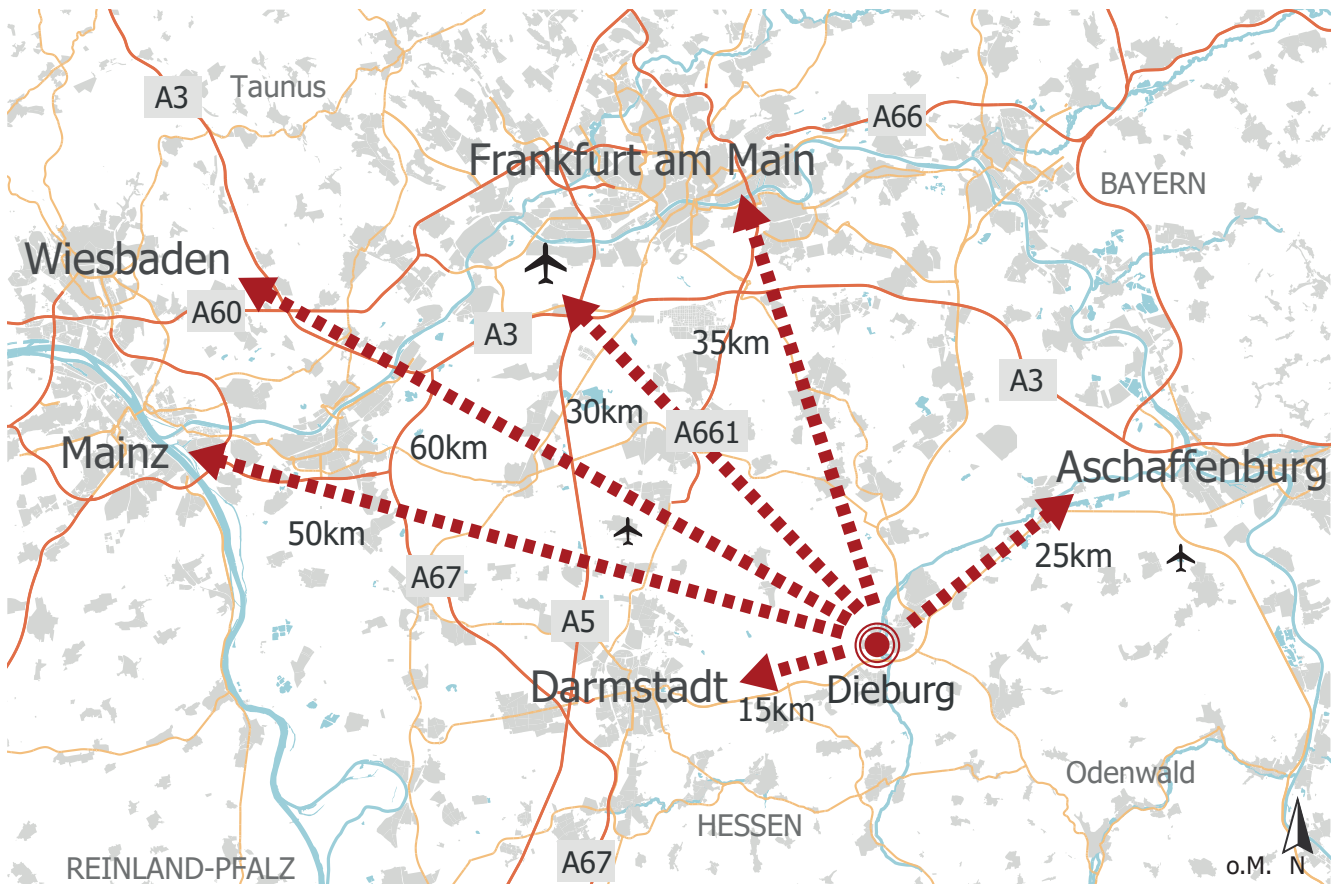 Taunus
A3
A66
Frankfurt am Main
BAYERN
Wiesbaden
A60
A3
35km
A3
30km
A661
60km
Mainz
Aschaffenburg
50km
25km
A67
A5
Darmstadt
15km
Dieburg
Odenwald
HESSEN
A67
REINLAND-PFALZ
o.M. N